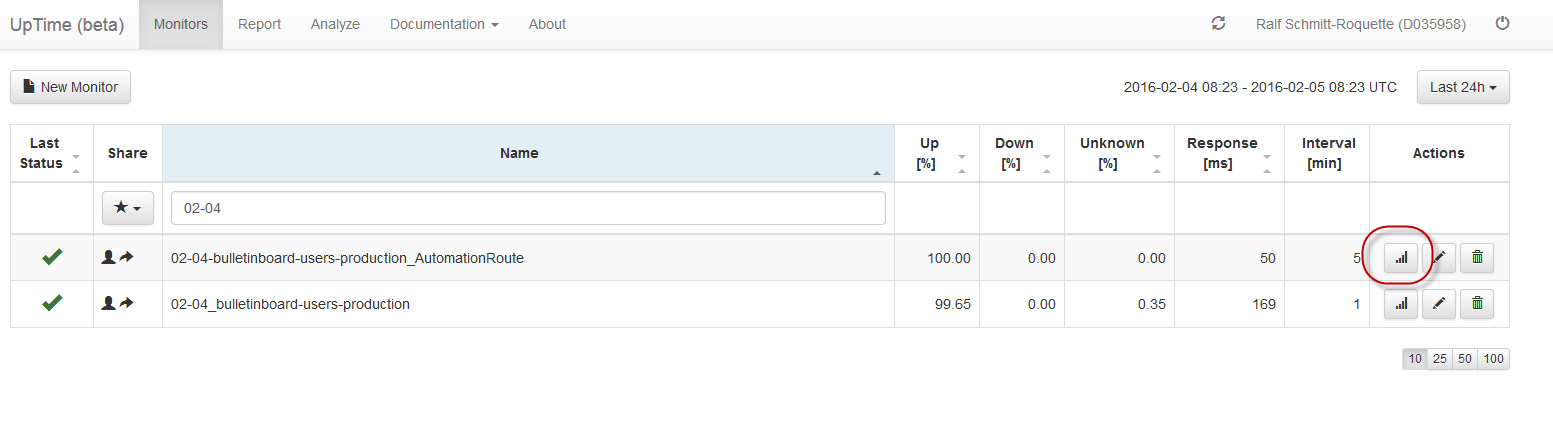 UpTime (beta) Monitors Report Analyze Documentation About Ralf Schmitt-Roquette (D035958)
New Monitor 2016-02-04 08:23 - 2016-02-05 08:23 UTC Last 24h
Last Status Share Name Up [%] Down [%] Unknown [%] Response [ms] Interval [min] Actions
02-04
02-04-bulletinboard-users-production_AutomationRoute 100.00 0.00 0.00 50 5
02-04_bulletinboard-users-production 99.65 0.00 0.35 169 1
10 25 50 100